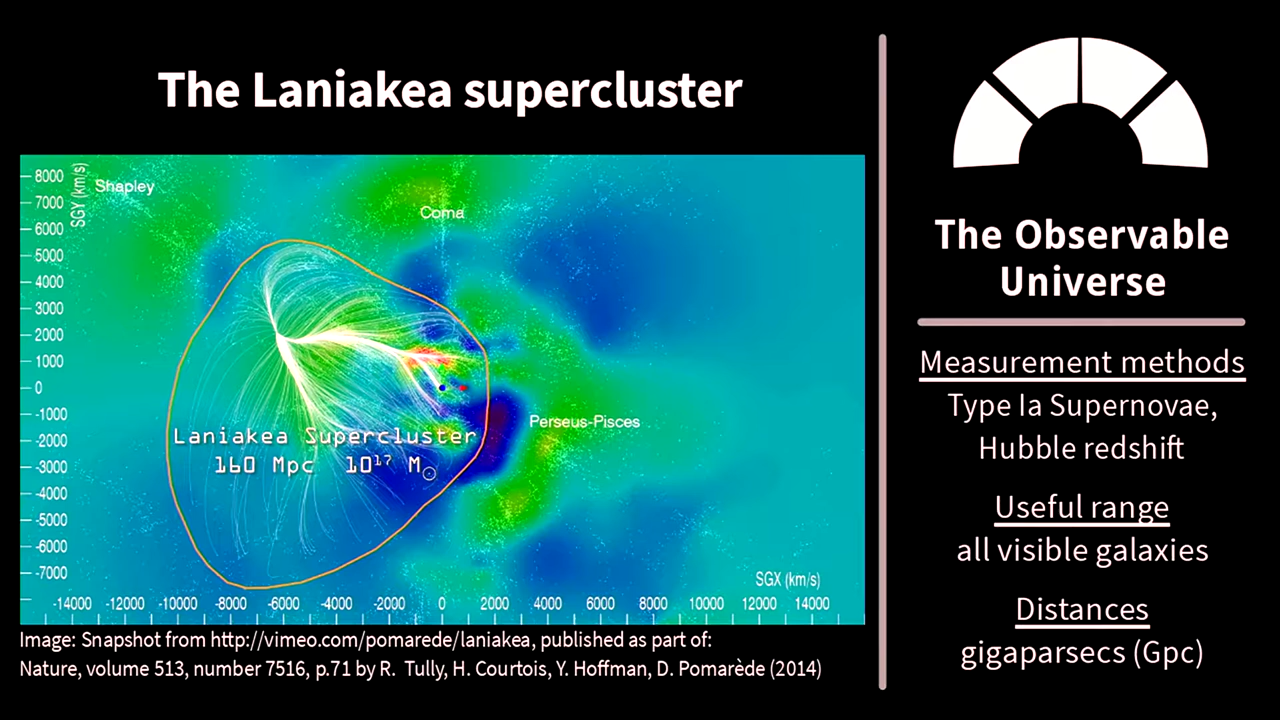 The Laniakea supercluster
8000
7000
6000
5000
4000
3000
2000
1000
0
-1000
-2000
-3000
-4000
-5000
-6000
-7000
SGY (km/s)
Shapley
Coma
Perseus-Pisces
Laniakea Supercluster
160 Mpc 10¹⁷ M☉
SGX (km/s)
-14000 -12000 -10000 -8000 -6000 -4000 -2000 0 2000 4000 6000 8000 10000 12000 14000
Image: Snapshot from http://vimeo.com/pomarede/laniakea, published as part of:
Nature, volume 513, number 7516, p.71 by R. Tully, H. Courtois, Y. Hoffman, D. Pomarède (2014)
The Observable
Universe
Measurement methods
Type Ia Supernovae,
Hubble redshift
Useful range
all visible galaxies
Distances
gigaparsecs (Gpc)